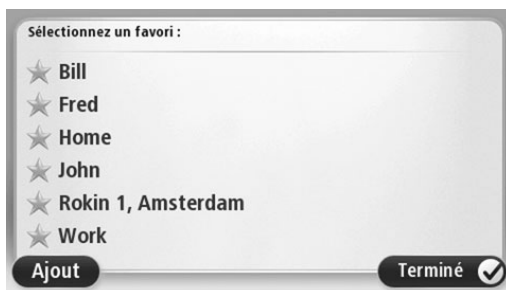 Sélectionnez un favori :
Bill
Fred
Home
John
Rokin 1, Amsterdam
Work
Ajout
Terminé